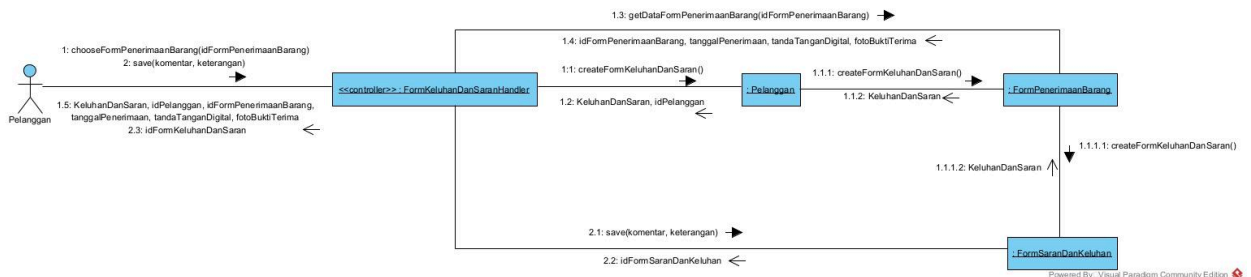 1.3: getDataFormPenerimaanBarang(idFormPenerimaanBarang)
1.4: idFormPenerimaanBarang, tanggalPenerimaan, tandaTanganDigital, fotoBuktiTerima
1: chooseFormPenerimaanBarang(idFormPenerimaanBarang)
2: save(komentar, keterangan)
1.1: createFormKeluhanDanSaran()
1.1.1: createFormKeluhanDanSaran()
<<controller>> : FormKeluhanDanSaranHandler
: Pelanggan
: FormPenerimaanBarang
1.2: KeluhanDanSaran, idPelanggan
1.1.2: KeluhanDanSaran
Pelanggan
1.5: KeluhanDanSaran, idPelanggan, idFormPenerimaanBarang,
tanggalPenerimaan, tandaTanganDigital, fotoBuktiTerima
2.3: idFormKeluhanDanSaran
1.1.1.1: createFormKeluhanDanSaran()
1.1.1.2: KeluhanDanSaran
2.1: save(komentar, keterangan)
2.2: idFormSaranDanKeluhan
: FormSaranDanKeluhan
Powered By: Visual Paradigm Community Edition